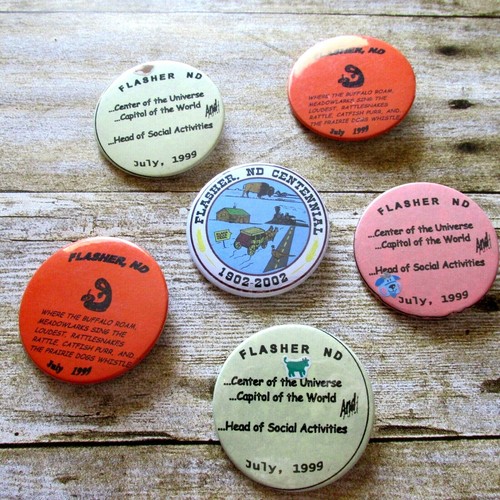 FLASHER ND
...Center of the Universe
...Capitol of the World
And!
...Head of Social Activities
July, 1999
FLASHER, ND
WHERE THE BUFFALO ROAM,
MEADOWLARKS SING THE
LOUDEST, RATTLESNAKES
RATTLE, CATFISH PURR, AND
THE PRAIRIE DOGS WHISTLE.
July 1999
FLASHER, ND CENTENNIAL
1902-2002
FLASHER ND
...Center of the Universe
...Capitol of the World
And!
...Head of Social Activities
July, 1999
FLASHER, ND
WHERE THE BUFFALO ROAM,
MEADOWLARKS SING THE
LOUDEST, RATTLESNAKES
RATTLE, CATFISH PURR, AND
THE PRAIRIE DOGS WHISTLE.
July 1999
FLASHER ND
...Center of the Universe
...Capitol of the World
And!
...Head of Social Activities
July, 1999